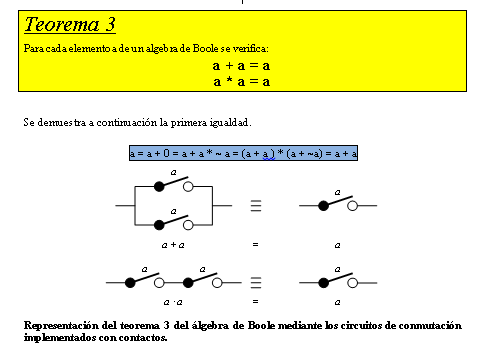 Teorema 3
Para cada elemento a de un algebra de Boole se verifica:
a + a = a
a * a = a
Se demuestra a continuación la primera igualdad.
a = a + 0 = a + a * ~ a = (a + a ) * (a + ~a) = a + a
a
a
a
a + a = a
a a a
a · a = a
Representación del teorema 3 del álgebra de Boole mediante los circuitos de conmutación
implementados con contactos.